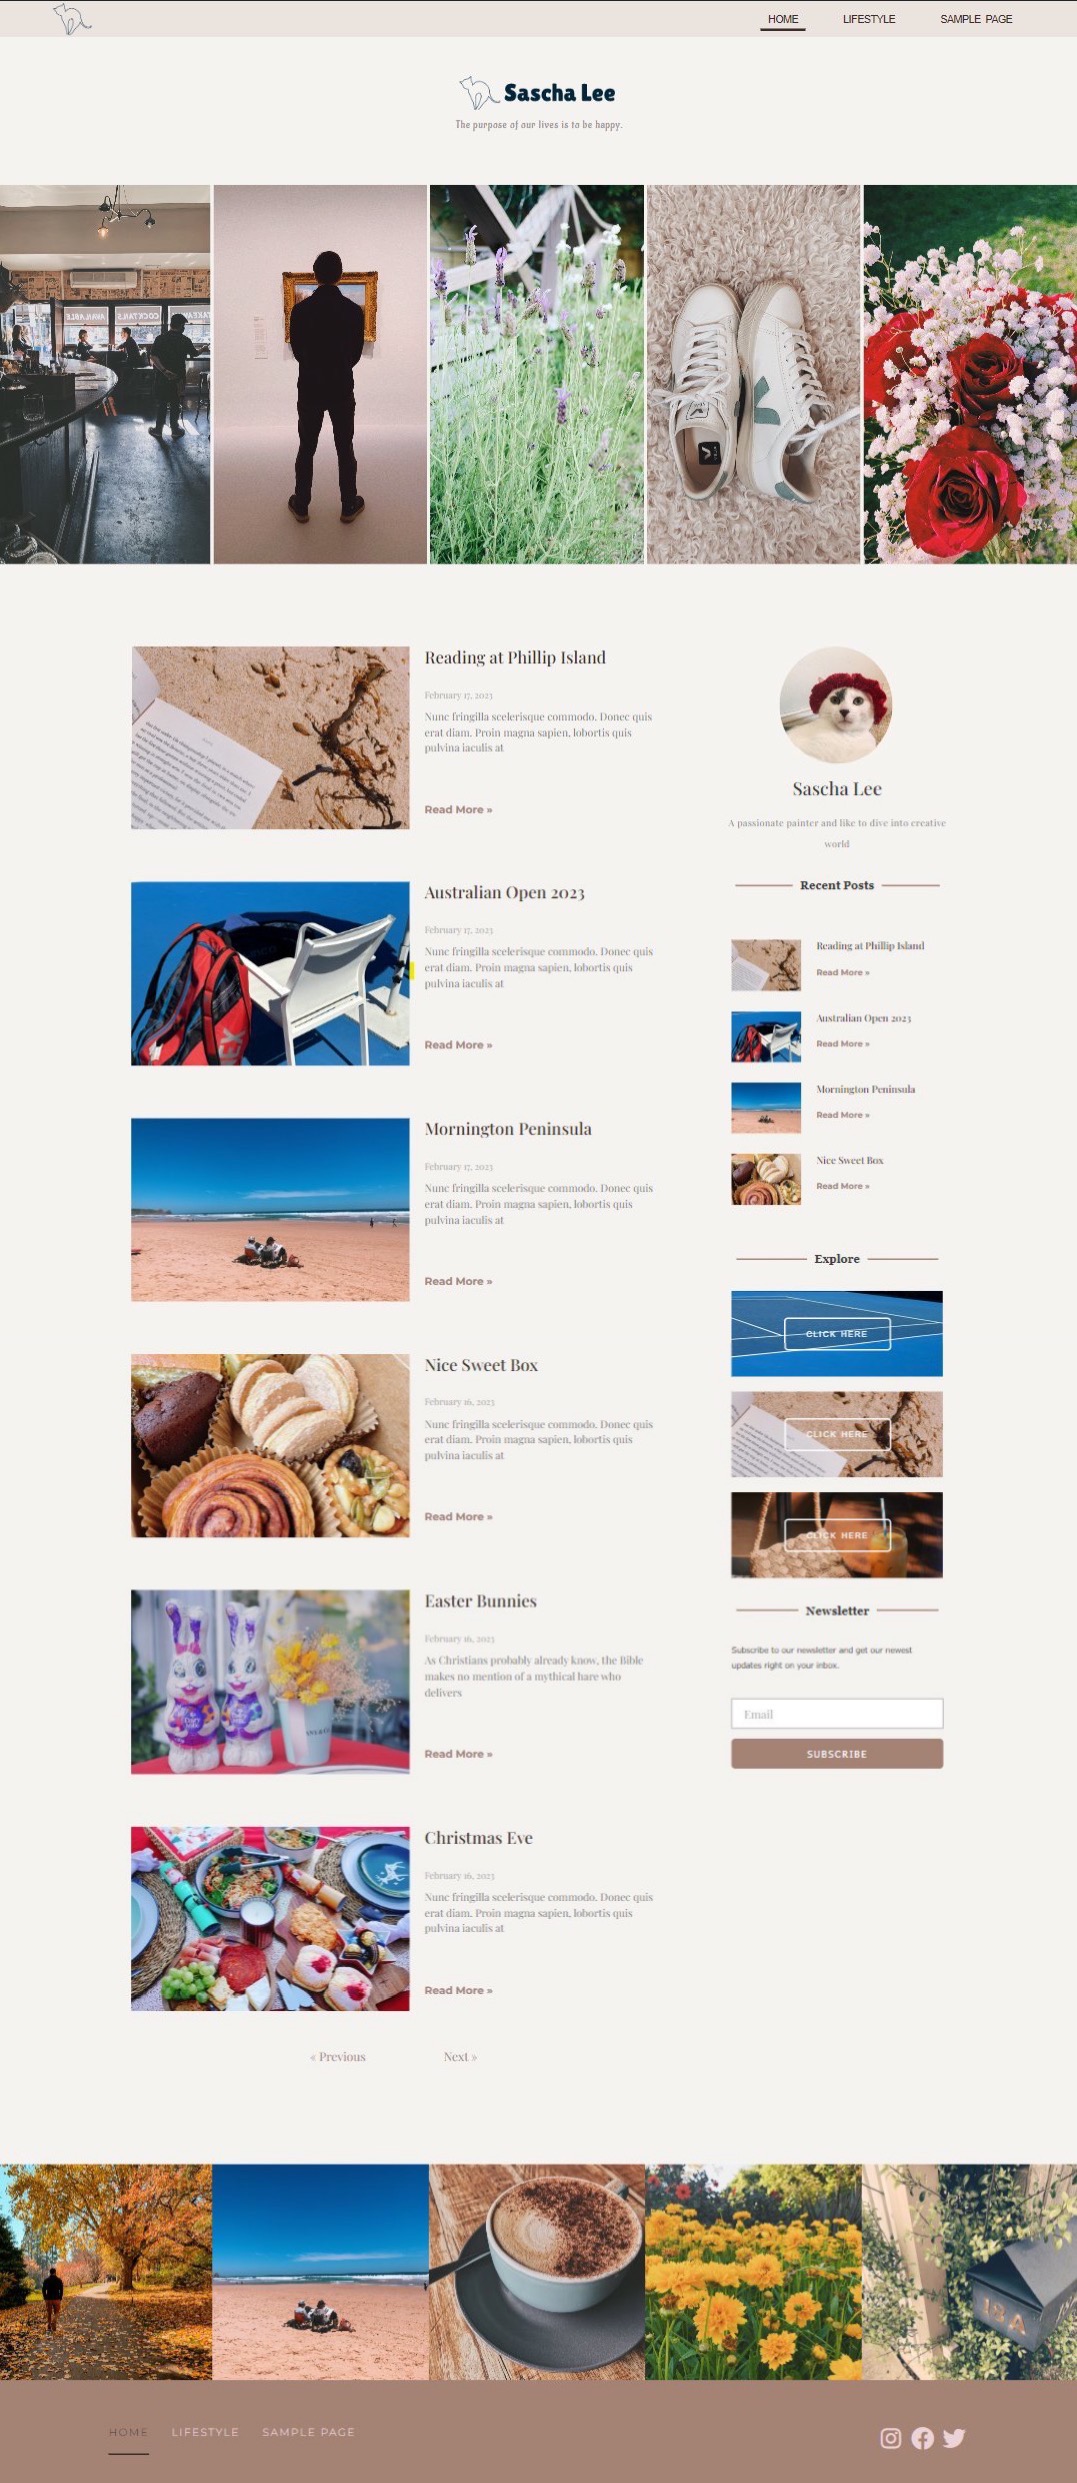 HOME
LIFESTYLE
SAMPLE PAGE
Sascha Lee
The purpose of our lives is to be happy.
Reading at Phillip Island
February 17, 2023
Nunc fringilla scelerisque commodo. Donec quis
erat diam. Proin magna sapien, lobortis quis
pulvina iaculis at
Read More »
Australian Open 2023
February 17, 2023
Nunc fringilla scelerisque commodo. Donec quis
erat diam. Proin magna sapien, lobortis quis
pulvina iaculis at
Read More »
Mornington Peninsula
February 17, 2023
Nunc fringilla scelerisque commodo. Donec quis
erat diam. Proin magna sapien, lobortis quis
pulvina iaculis at
Read More »
Nice Sweet Box
February 16, 2023
Nunc fringilla scelerisque commodo. Donec quis
erat diam. Proin magna sapien, lobortis quis
pulvina iaculis at
Read More »
Easter Bunnies
February 16, 2023
As Christians probably already know, the Bible
makes no mention of a mythical hare who
delivers
Read More »
Christmas Eve
February 16, 2023
Nunc fringilla scelerisque commodo. Donec quis
erat diam. Proin magna sapien, lobortis quis
pulvina iaculis at
Read More »
« Previous
Next »
Sascha Lee
A passionate painter and like to dive into creative
world
Recent Posts
Reading at Phillip Island
Read More »
Australian Open 2023
Read More »
Mornington Peninsula
Read More »
Nice Sweet Box
Read More »
Explore
CLICK HERE
CLICK HERE
CLICK HERE
Newsletter
Subscribe to our newsletter and get our newest
updates right on your inbox.
Email
SUBSCRIBE
18A
HOME
LIFESTYLE
SAMPLE PAGE